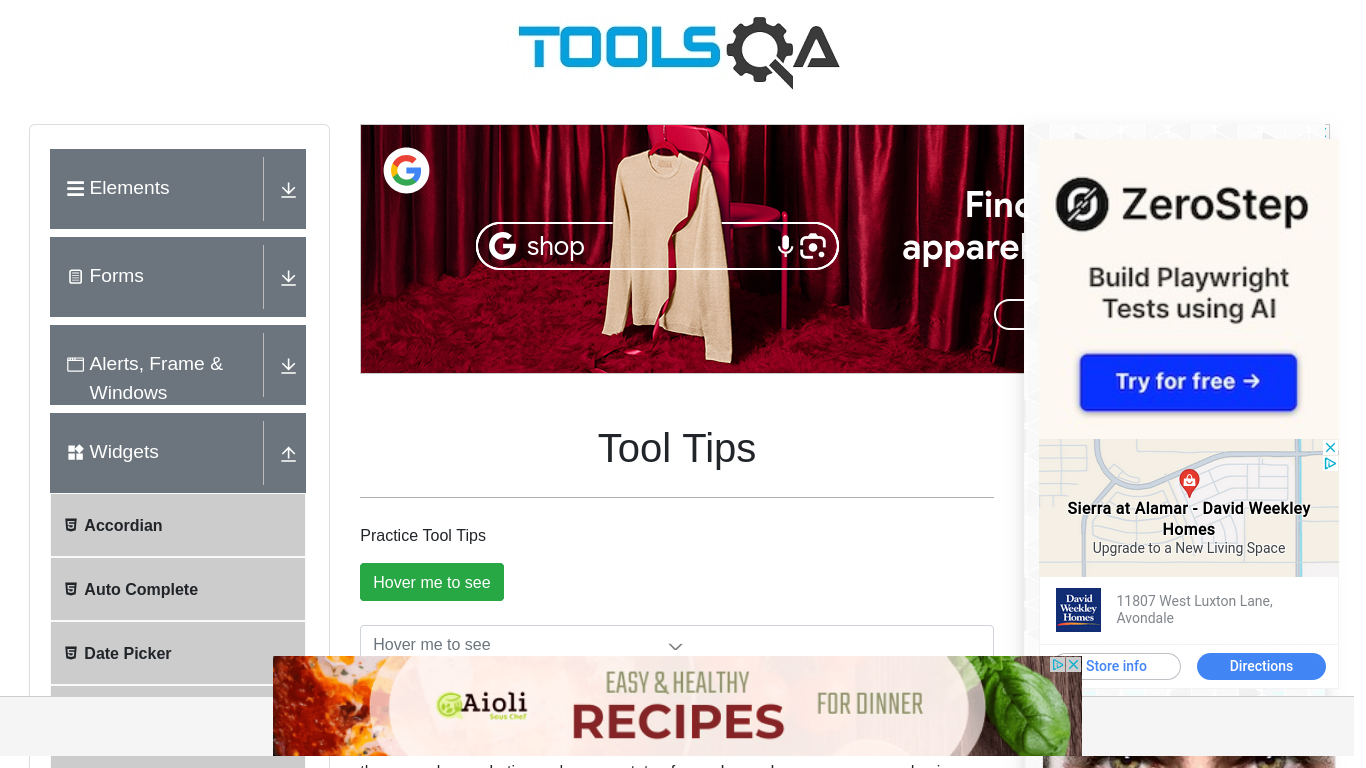 TOOLSQA
Elements
Forms
Alerts, Frame &
Windows
Widgets
Accordian
Auto Complete
Date Picker
G shop
Find
apparel
Tool Tips
Practice Tool Tips
Hover me to see
Hover me to see
ZeroStep
Build Playwright
Tests using AI
Try for free →
Sierra at Alamar - David Weekley
Homes
Upgrade to a New Living Space
David
Weekley
Homes
11807 West Luxton Lane,
Avondale
Store info
Directions
Aioli
Sous Chef
EASY & HEALTHY
RECIPES
FOR DINNER